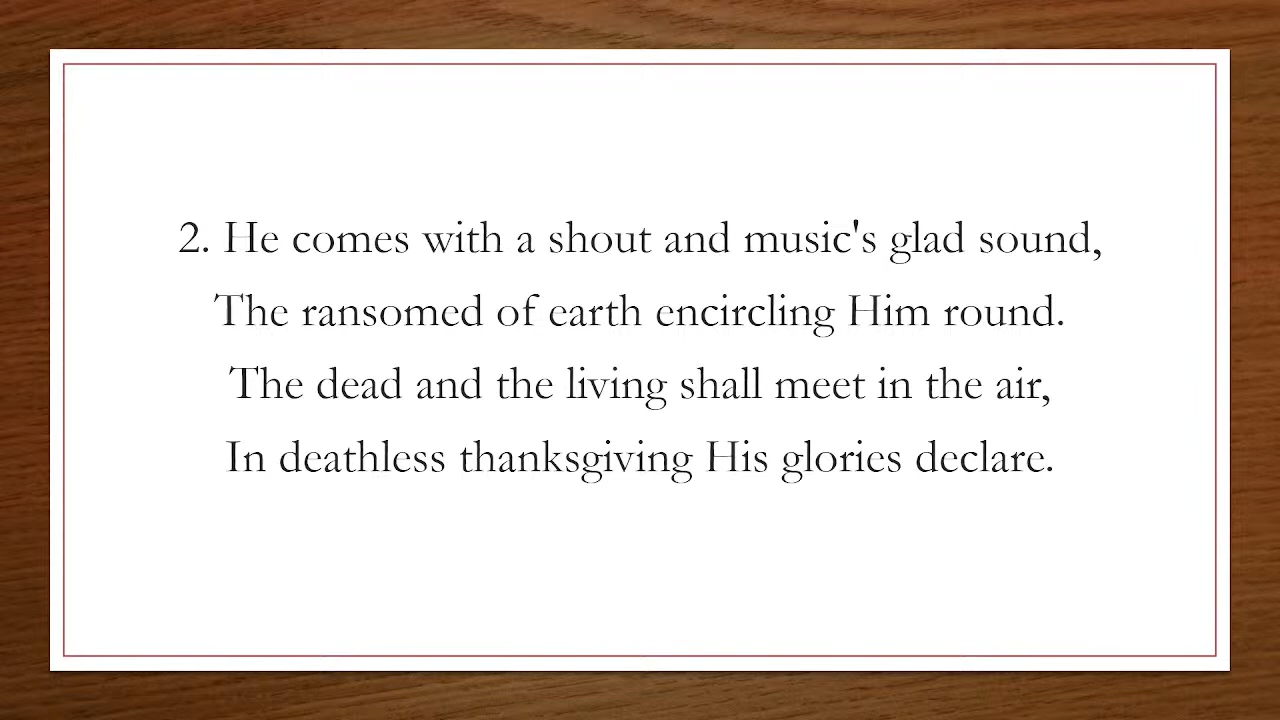 2. He comes with a shout and music's glad sound,
The ransomed of earth encircling Him round.
The dead and the living shall meet in the air,
In deathless thanksgiving His glories declare.